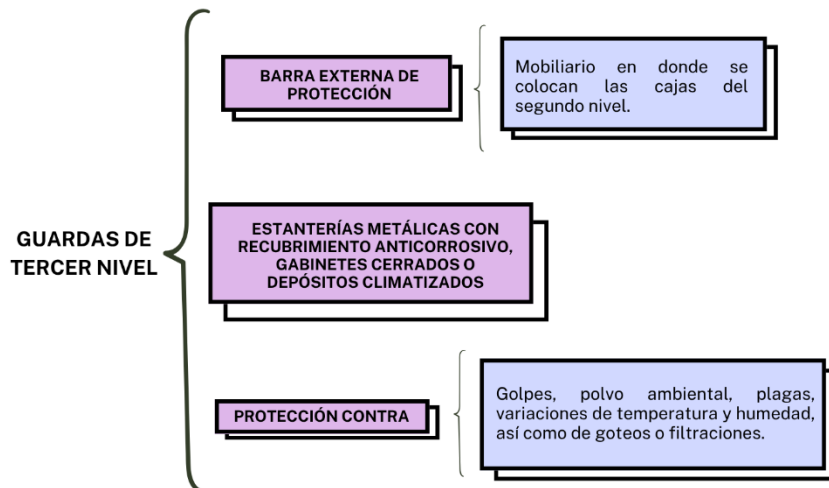 GUARDAS DE
TERCER NIVEL
BARRA EXTERNA DE
PROTECCIÓN
Mobiliario en donde se
colocan las cajas del
segundo nivel.
ESTANTERÍAS METÁLICAS CON
RECUBRIMIENTO ANTICORROSIVO,
GABINETES CERRADOS O
DEPÓSITOS CLIMATIZADOS
PROTECCIÓN CONTRA
Golpes, polvo ambiental, plagas,
variaciones de temperatura y humedad,
así como de goteos o filtraciones.